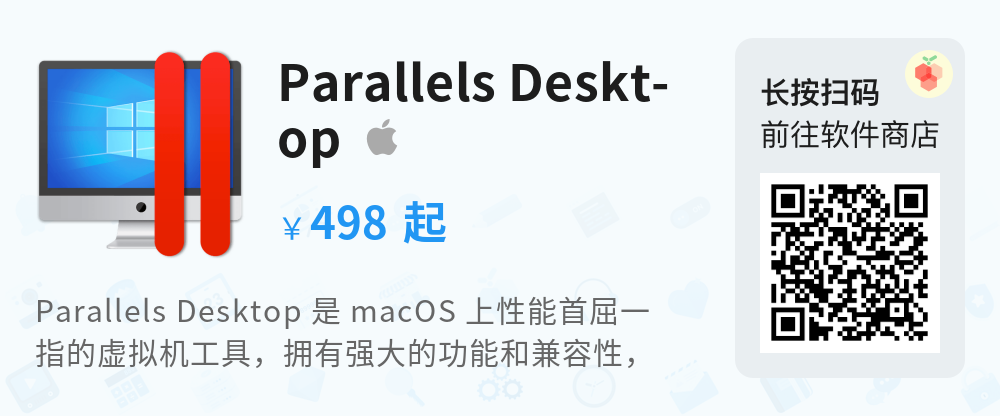 Parallels Deskt-
op
￥498 起
Parallels Desktop 是 macOS 上性能首屈一
指的虚拟机工具，拥有强大的功能和兼容性，
长按扫码
前往软件商店